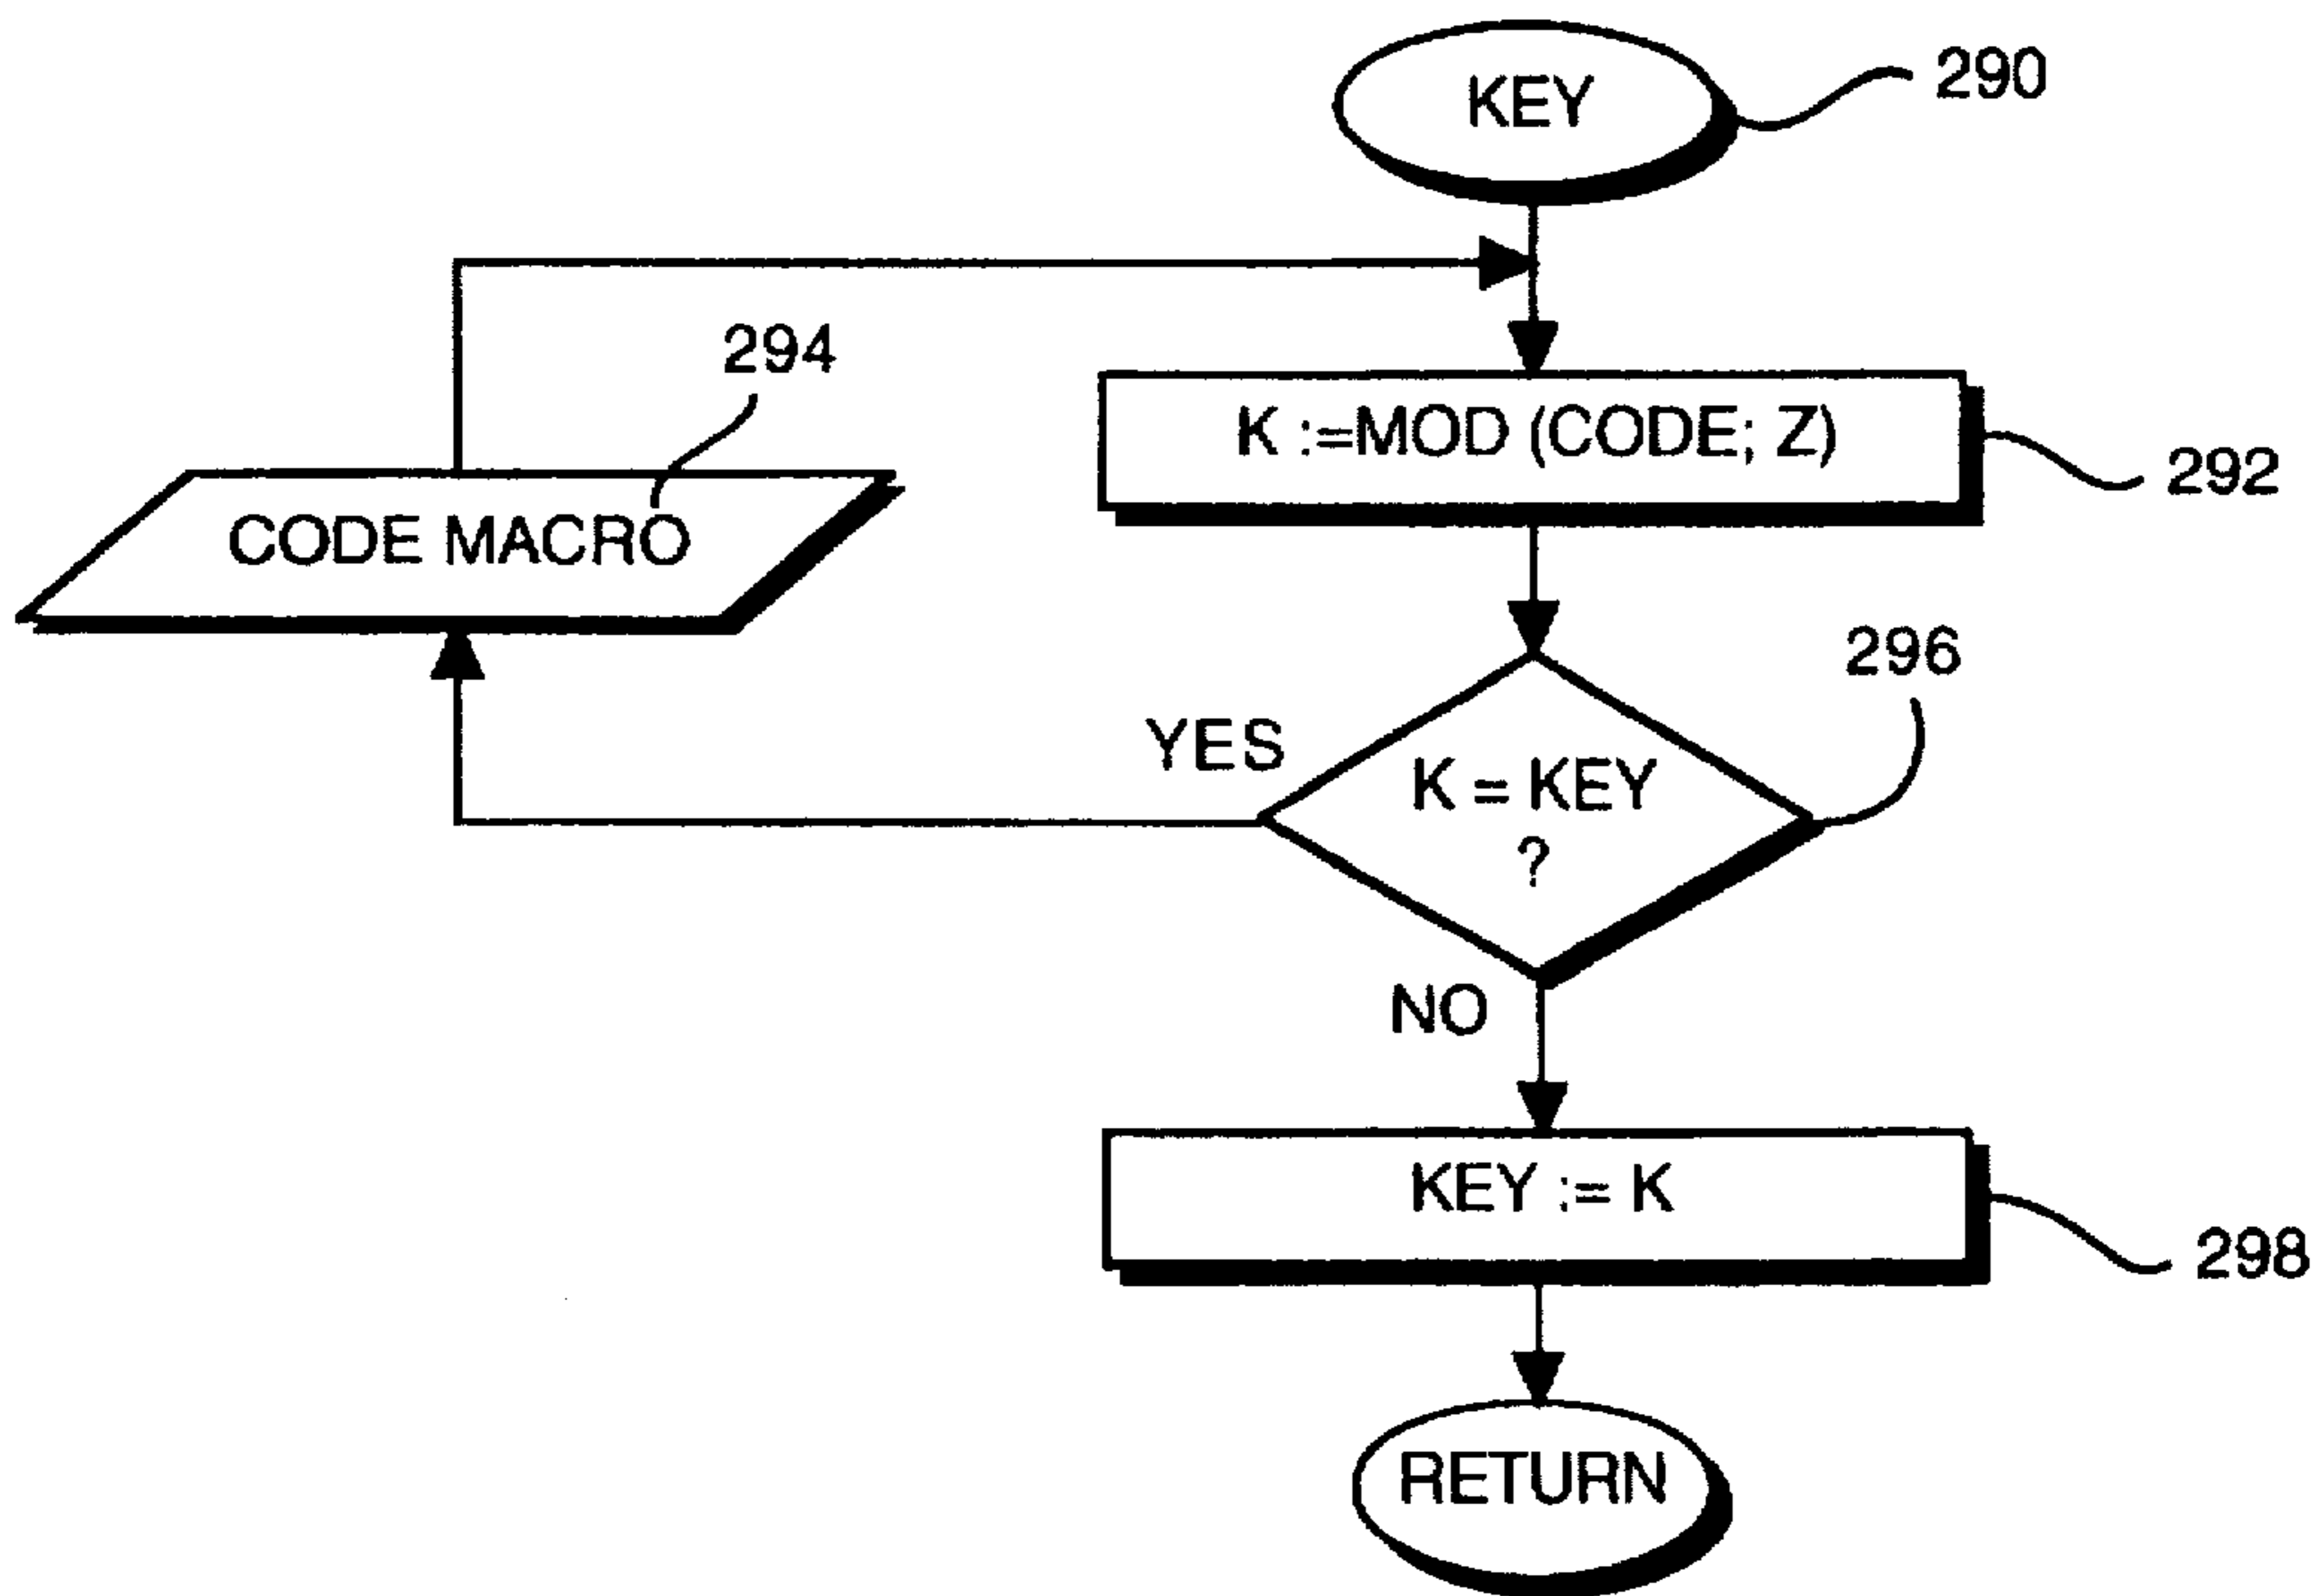 KEY
290
294
K :=MOD (CODE; Z)
292
CODE MACRO
296
YES
K = KEY
?
NO
KEY := K
298
RETURN